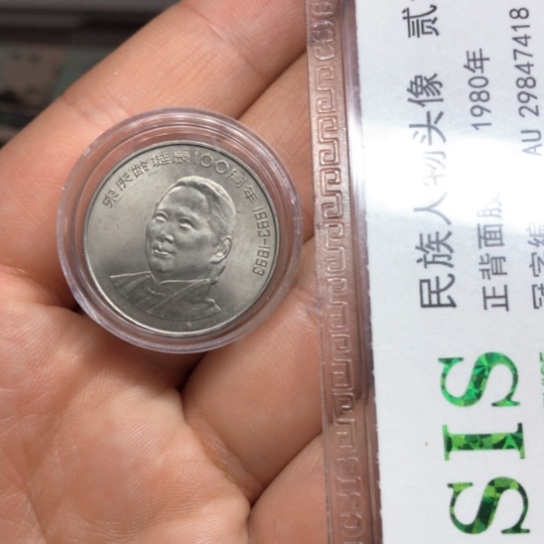 宋庆龄诞辰100周年 1893-1993
民族人物头像 贰
正背面 1980年
AU 29847418
SIS